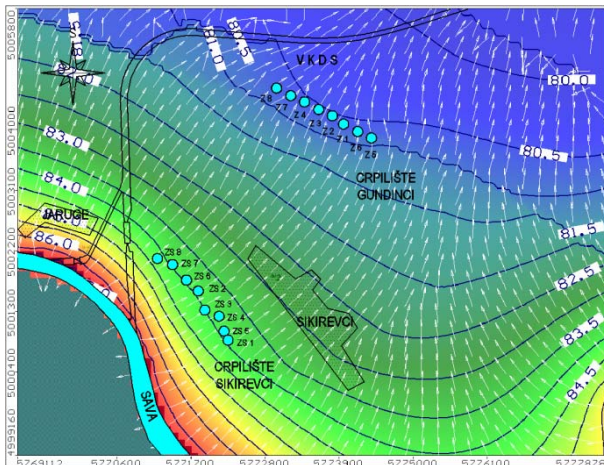 5005800
5004000
5003100
5002200
5001300
5000400
4999160
80.5
81.0
80.0
80.5
81.5
82.5
83.5
84.5
83.0
84.0
86.0
VKDS
Z8
Z7
Z4
Z3
Z2
Z1
Z6
Z5
CRPILIŠTE
GUNDINCI
JARUGE
ZS 8
ZS 7
ZS 6
ZS 2
ZS 3
ZS 4
ZS 5
ZS 1
SIKIREVCI
CRPILIŠTE
SIKIREVCI
SAVA
5769112
5770600
5771700
5772800
5773900
5775000
5776100